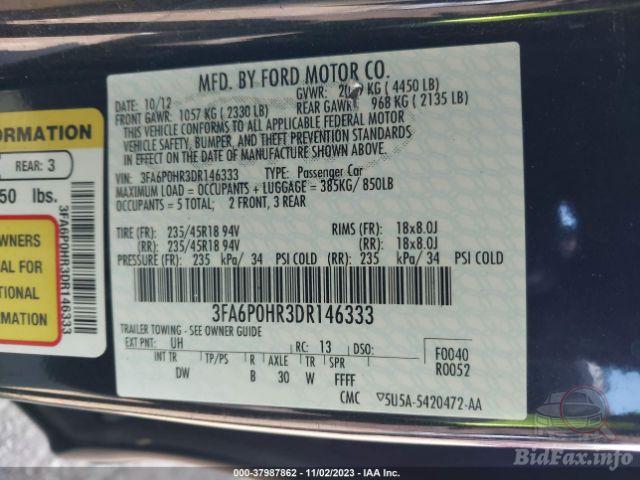 MFD. BY FORD MOTOR CO.
DATE: 10/12
GVWR: KG ( 4450 LB)
FRONT GAWR: 1057 KG ( 2330 LB)
REAR GAWR: 968 KG ( 2135 LB)
THIS VEHICLE CONFORMS TO ALL APPLICABLE FEDERAL MOTOR
VEHICLE SAFETY, BUMPER, AND THEFT PREVENTION STANDARDS
IN EFFECT ON THE DATE OF MANUFACTURE SHOWN ABOVE.
VIN: 3FA6P0HR3DR146333 TYPE: Passenger Car
MAXIMUM LOAD = OCCUPANTS + LUGGAGE = 385KG/ 850LB
OCCUPANTS = 5 TOTAL; 2 FRONT, 3 REAR
TIRE (FR): 235/45R18 94V RIMS (FR): 18x8.0J
(RR): 235/45R18 94V (RR): 18x8.0J
PRESSURE (FR): 235 kPa/ 34 PSI COLD (RR): 235 kPa/ 34 PSI COLD
3FA6P0HR3DR146333
TRAILER TOWING - SEE OWNER GUIDE
EXT PNT: UH RC: 13 DSO:
F0040
R0052
INT TR TP/PS R AXLE TR SPR
DW B 30 W FFFF
CMC 5U5A-5420472-AA
FORMATION
REAR: 3
50 lbs.
WNERS
AL FOR
TIONAL
RMATION
3FA6P0HR3DR146333
000-37987862 - 11/02/2023 - IAA Inc.
BidFax.info